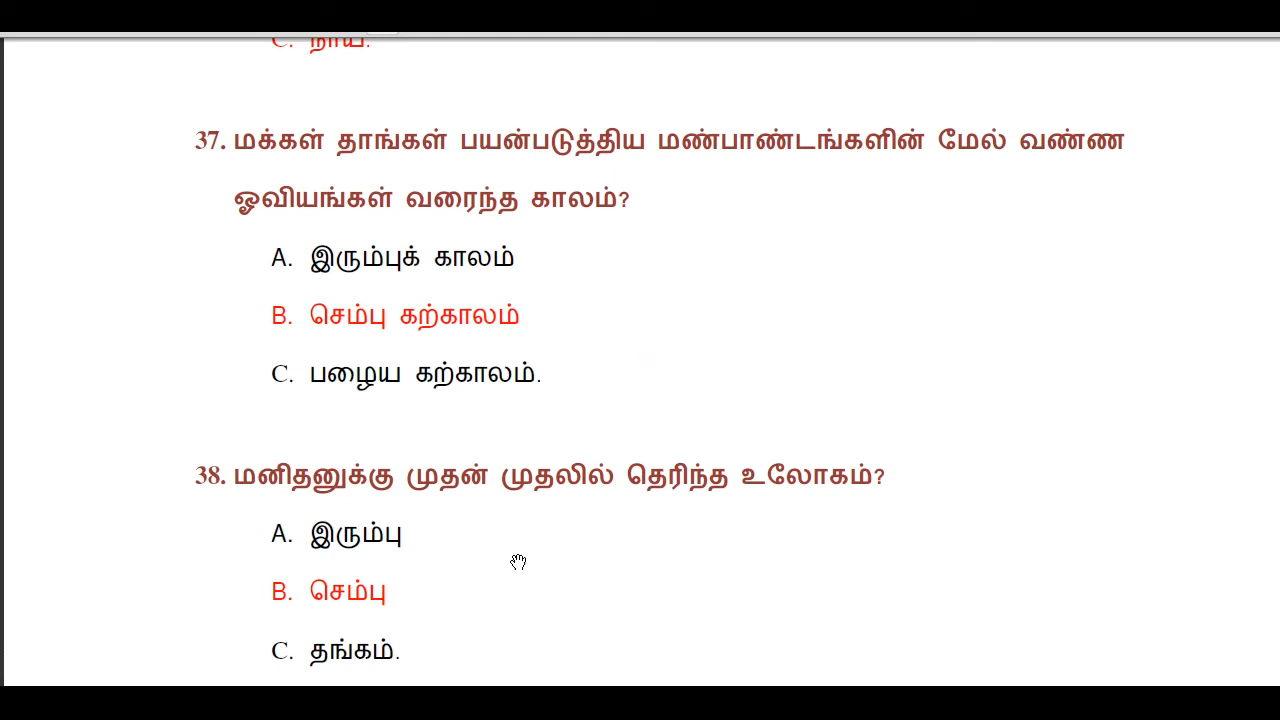 C. நாய்.
37. மக்கள் தாங்கள் பயன்படுத்திய மண்பாண்டங்களின் மேல் வண்ண
ஓவியங்கள் வரைந்த காலம்?
A. இரும்புக் காலம்
B. செம்பு கற்காலம்
C. பழைய கற்காலம்.
38. மனிதனுக்கு முதன் முதலில் தெரிந்த உலோகம்?
A. இரும்பு
B. செம்பு
C. தங்கம்.